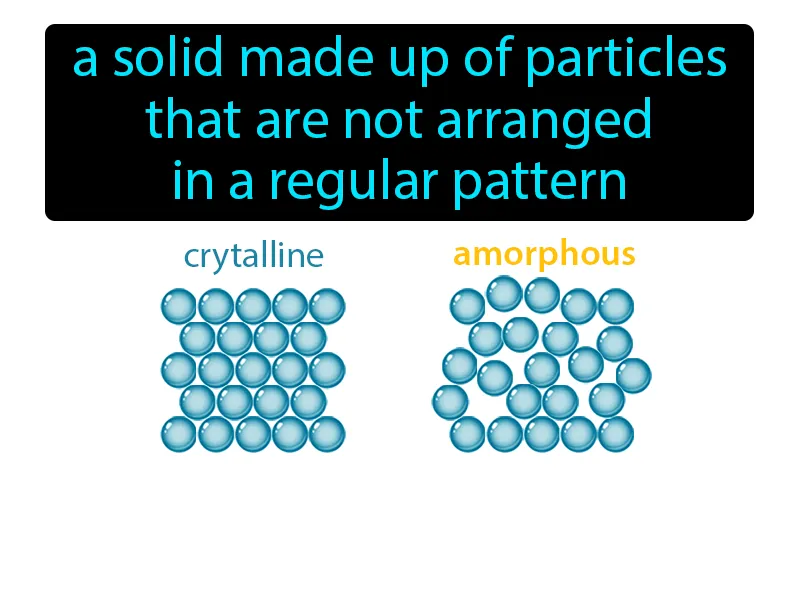 a solid made up of particles
that are not arranged
in a regular pattern
crytalline
amorphous